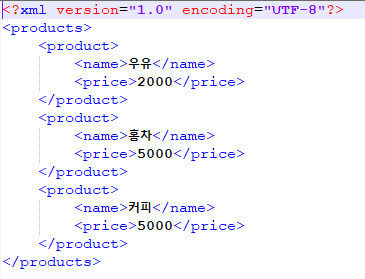 <?xml version="1.0" encoding="UTF-8"?>
<products>
    <product>
        <name>우유</name>
        <price>2000</price>
    </product>
    <product>
        <name>홍차</name>
        <price>5000</price>
    </product>
    <product>
        <name>커피</name>
        <price>5000</price>
    </product>
</products>